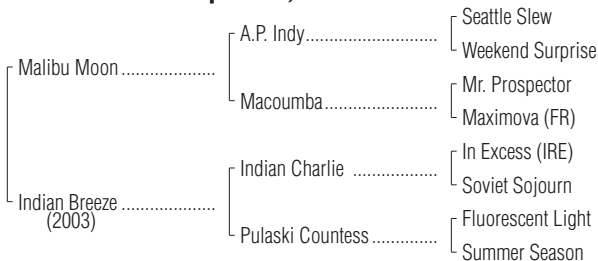 Seattle Slew
A.P. Indy
Weekend Surprise
Malibu Moon
Mr. Prospector
Macoumba
Maximova (FR)
In Excess (IRE)
Indian Charlie
Soviet Sojourn
Indian Breeze
(2003)
Fluorescent Light
Pulaski Countess
Summer Season